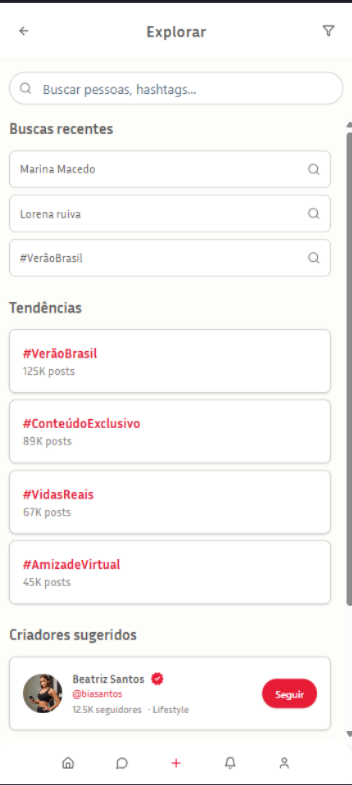 Explorar
Buscar pessoas, hashtags...
Buscas recentes
Marina Macedo
Lorena ruiva
#VerãoBrasil
Tendências
#VerãoBrasil
125K posts
#ConteúdoExclusivo
89K posts
#VidasReais
67K posts
#AmizadeVirtual
45K posts
Criadores sugeridos
Beatriz Santos
@biasantos
12.5K seguidores · Lifestyle
Seguir